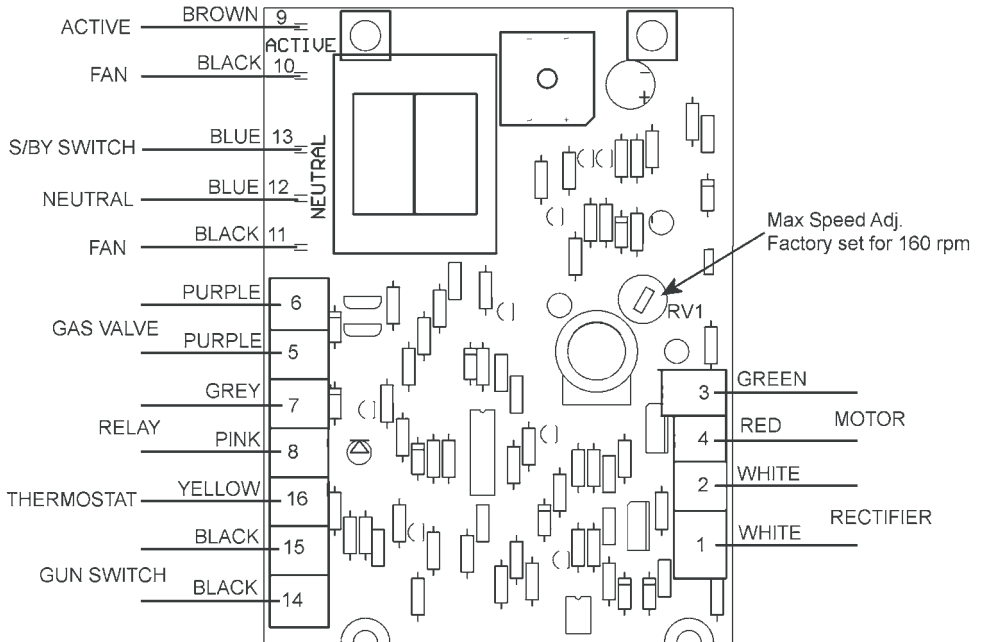 ACTIVE BROWN 9
ACTIVE
FAN BLACK 10
S/BY SWITCH BLUE 13
NEUTRAL
NEUTRAL BLUE 12
FAN BLACK 11
Max Speed Adj.
Factory set for 160 rpm
RV1
GAS VALVE
PURPLE 6
PURPLE 5
RELAY
GREY 7
PINK 8
THERMOSTAT YELLOW 16
GUN SWITCH
BLACK 15
BLACK 14
3 GREEN
4 RED
MOTOR
2 WHITE
1 WHITE
RECTIFIER
- 
+